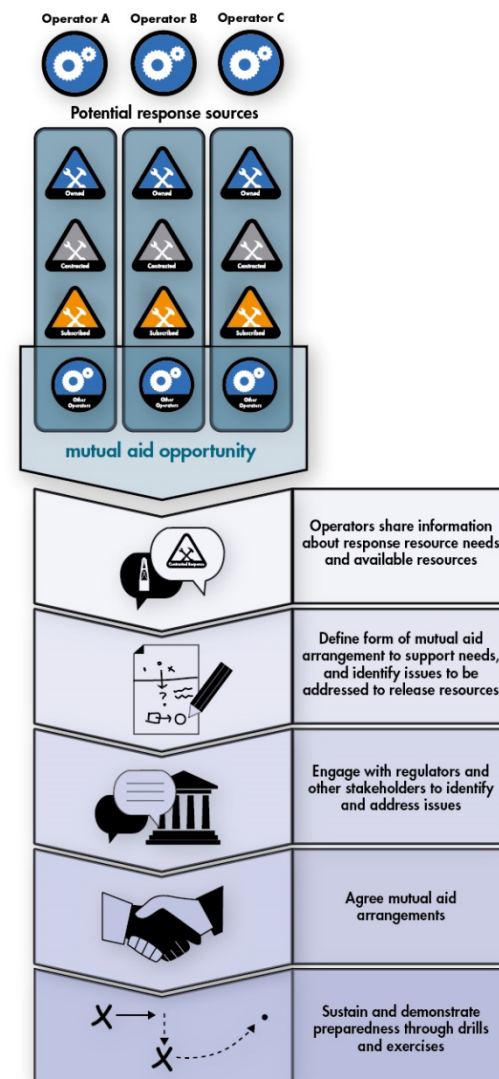 Operator A Operator B Operator C
Potential response sources
Owned Owned Owned
Contracted Contracted Contracted
Subscribed Subscribed Subscribed
Other Other Other
Operators Operators Operators
mutual aid opportunity
Contracted Response
Operators share information
about response resource needs
and available resources
Define form of mutual aid
arrangement to support needs,
and identify issues to be
addressed to release resources
?
Engage with regulators and
other stakeholders to identify
and address issues
Agree mutual aid
arrangements
Sustain and demonstrate
preparedness through drills
and exercises